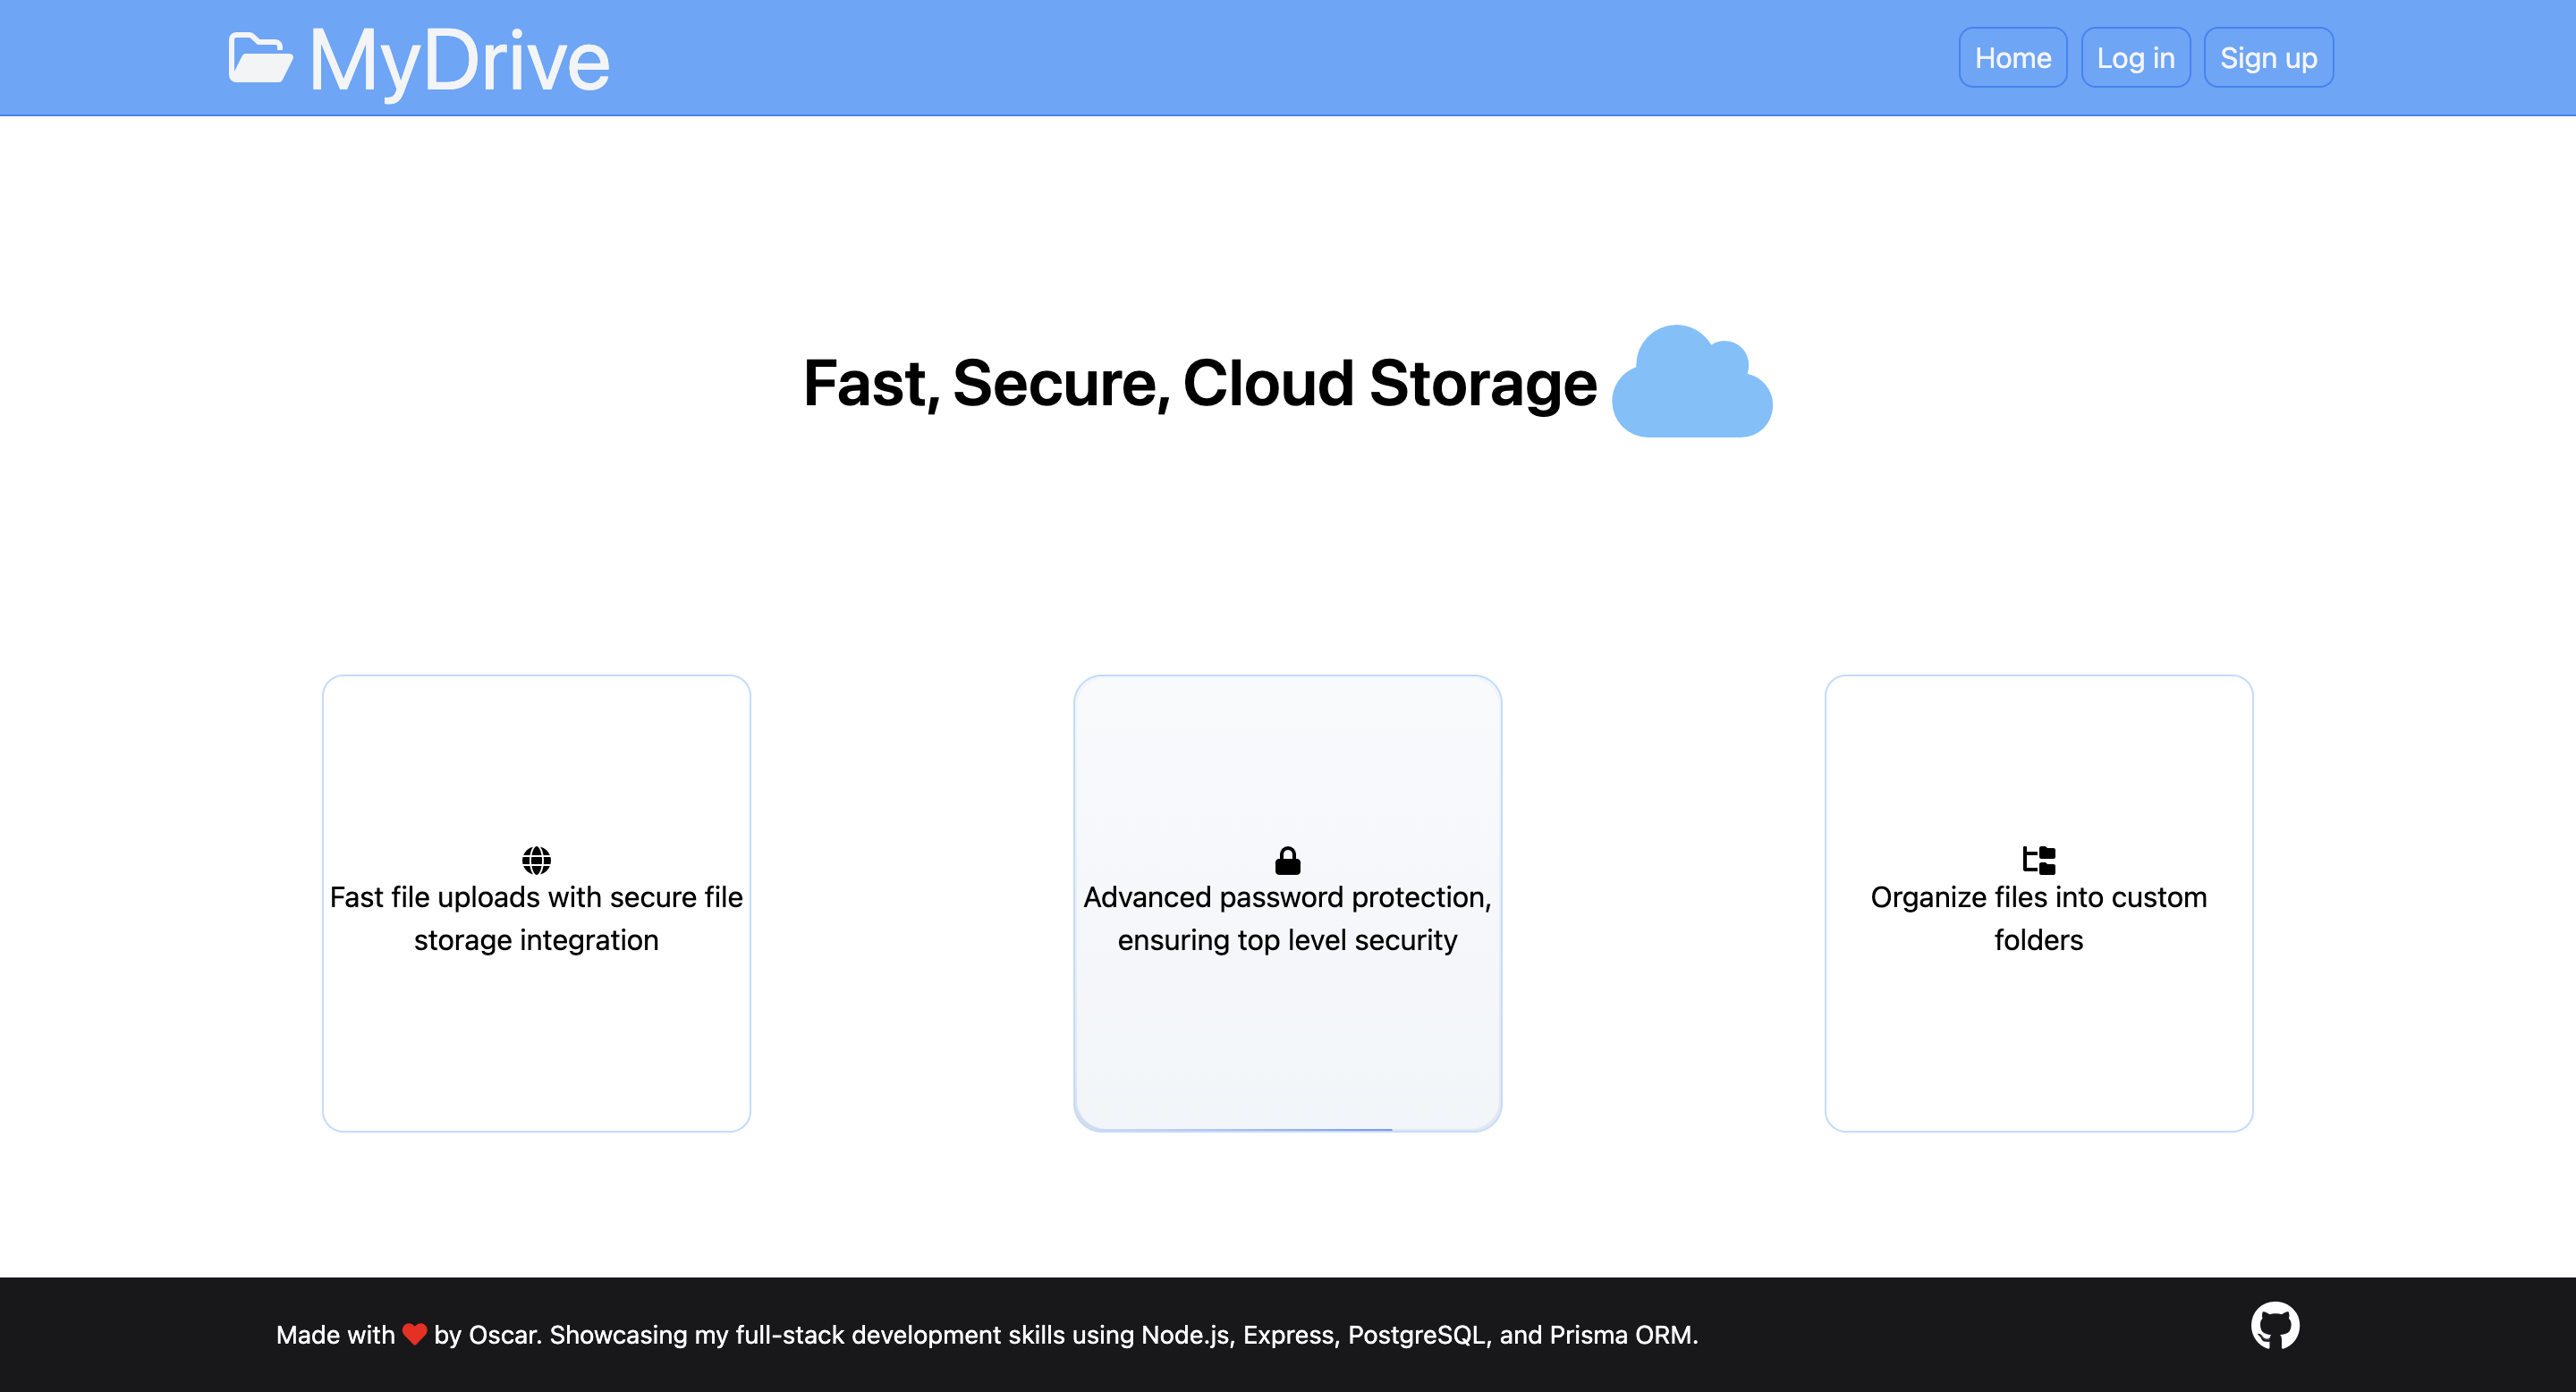 MyDrive
Home
Log in
Sign up
Fast, Secure, Cloud Storage
Fast file uploads with secure file
storage integration
Advanced password protection,
ensuring top level security
Organize files into custom
folders
Made with ❤ by Oscar. Showcasing my full-stack development skills using Node.js, Express, PostgreSQL, and Prisma ORM.